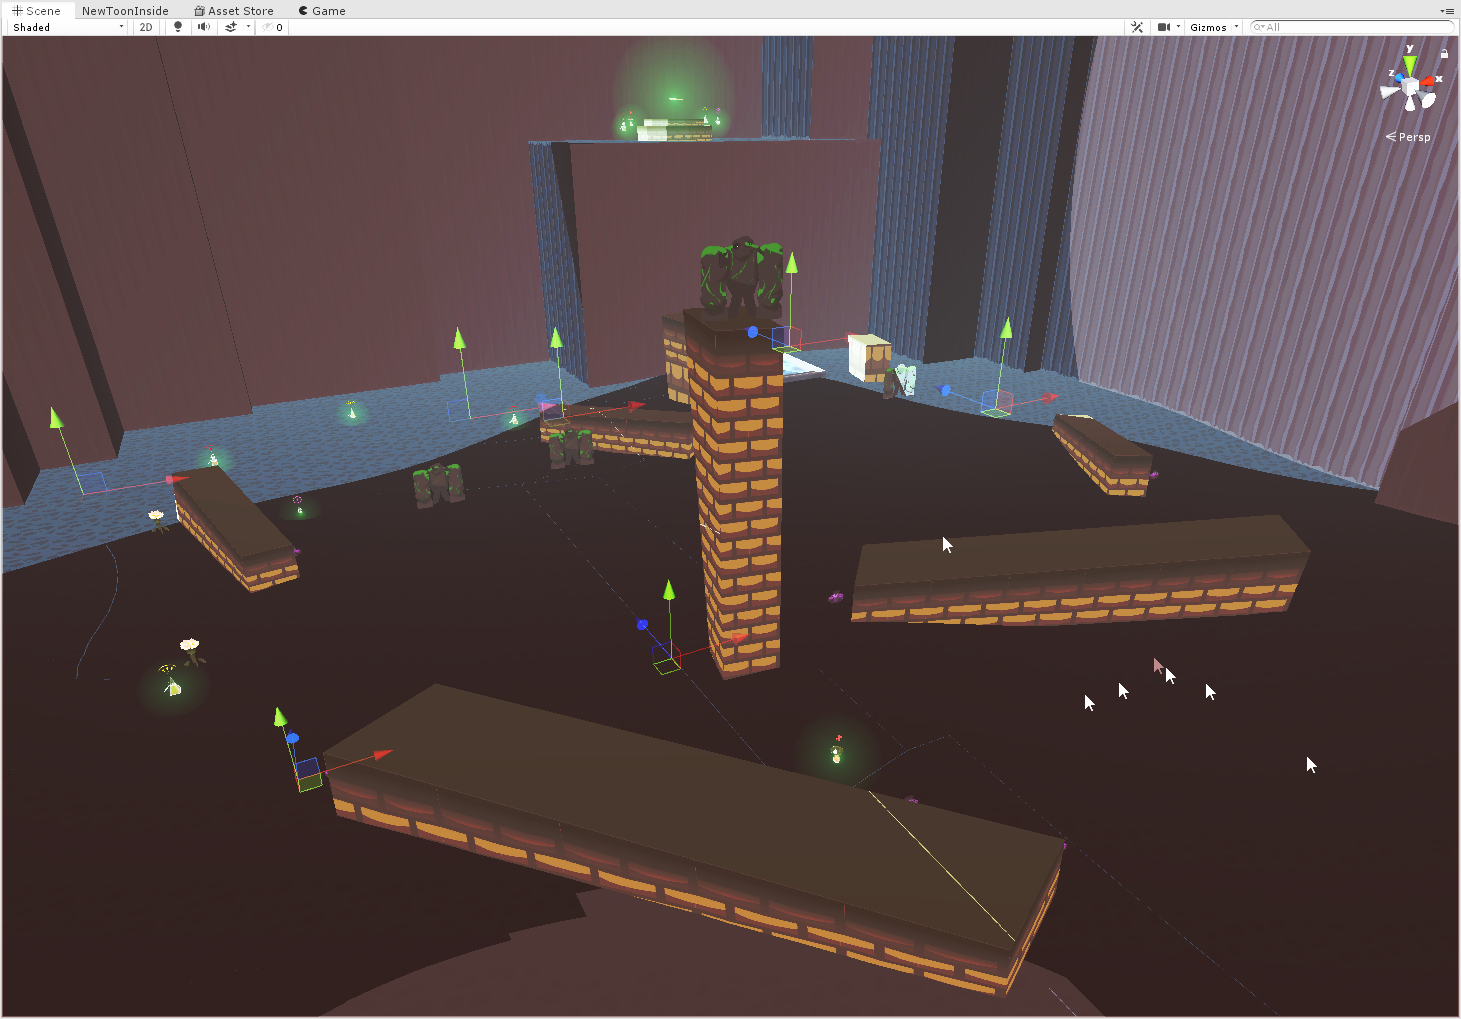 Scene NewToonInside Asset Store Game
Shaded 2D 0 Gizmos All
y
z x
Persp